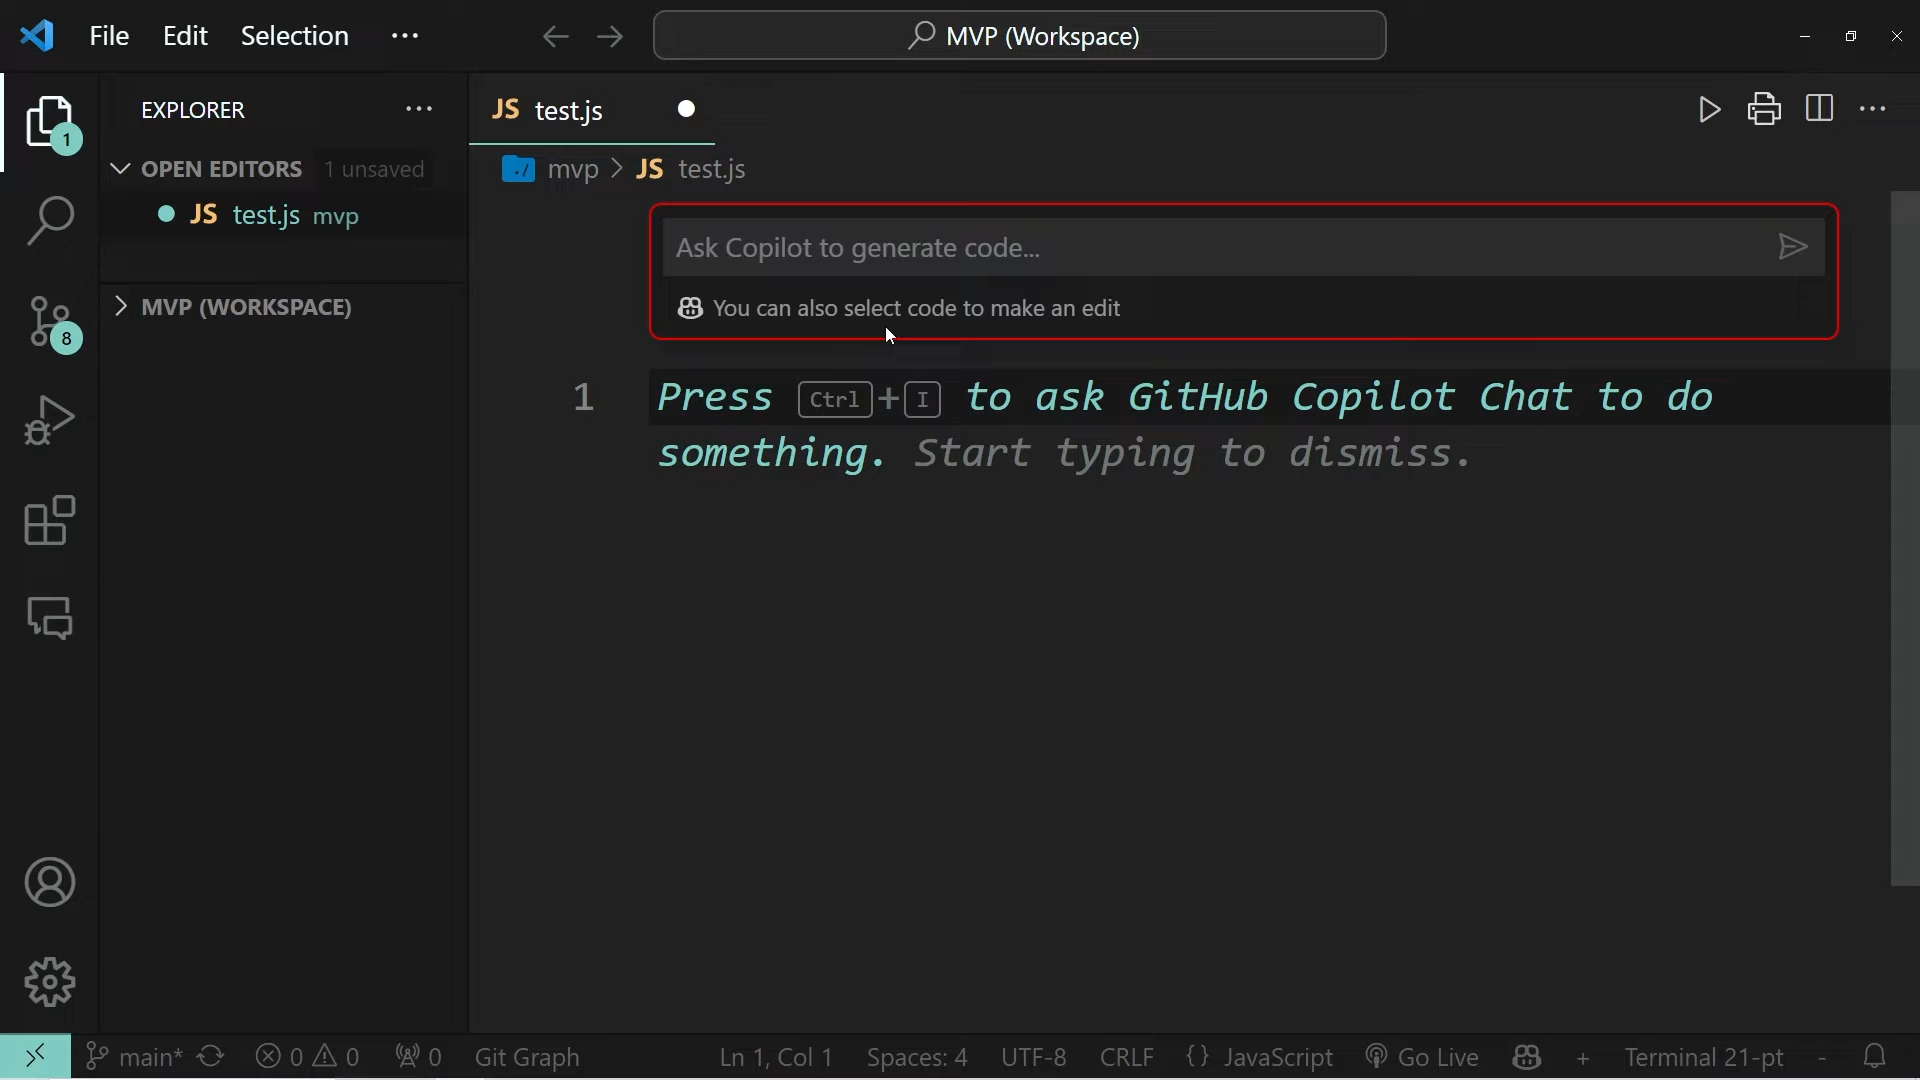 File Edit Selection ···
MVP (Workspace)
EXPLORER ···
OPEN EDITORS 1 unsaved
JS test.js mvp
MVP (WORKSPACE)
1
8
JS test.js
···
mvp > JS test.js
Ask Copilot to generate code...
You can also select code to make an edit
1 Press Ctrl+I to ask GitHub Copilot Chat to do
something. Start typing to dismiss.
main* 0 0 0 Git Graph Ln 1, Col 1 Spaces: 4 UTF-8 CRLF {} JavaScript Go Live + Terminal 21-pt -